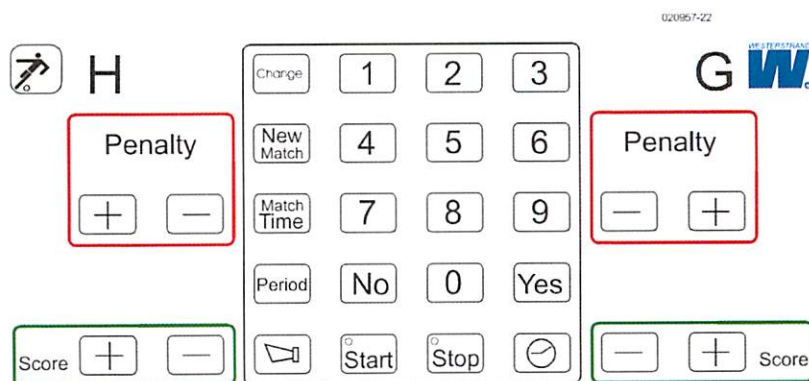 020957-22
H
G
WESTERSTRAND
W
Penalty
+ −
Change 1 2 3
New Match 4 5 6
Match Time 7 8 9
Period No 0 Yes
Start Stop
Penalty
− +
Score + −
− + Score